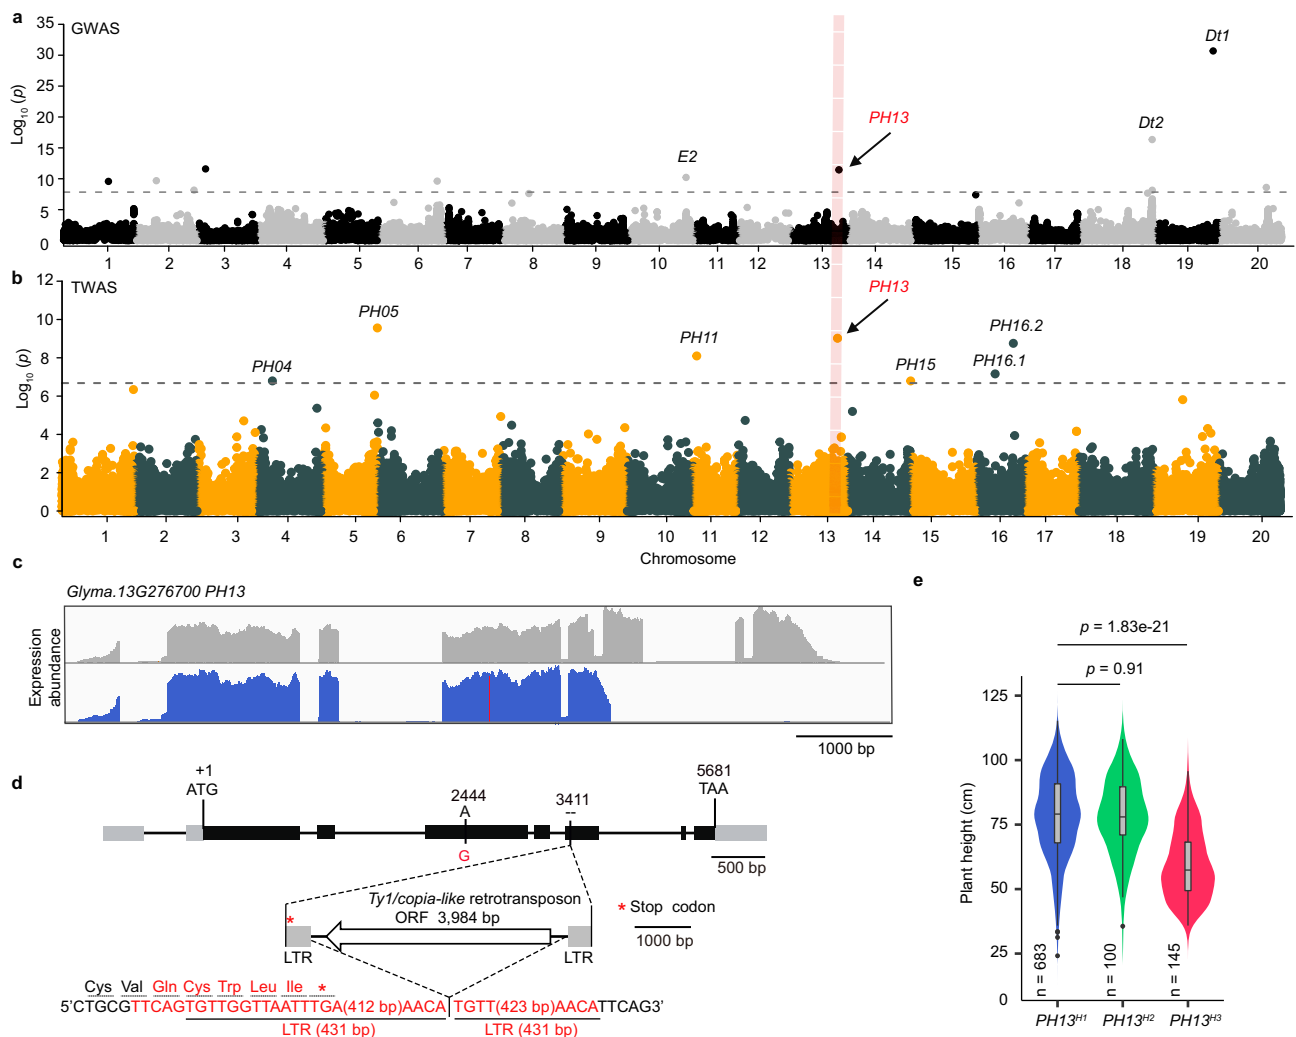 a
GWAS
Log10 (p)
35
30
25
20
15
10
5
0
E2
PH13
Dt2
Dt1
1 2 3 4 5 6 7 8 9 10 11 12 13 14 15 16 17 18 19 20
b
TWAS
Log10 (p)
12
10
8
6
4
2
0
PH04
PH05
PH11
PH13
PH15
PH16.1
PH16.2
1 2 3 4 5 6 7 8 9 10 11 12 13 14 15 16 17 18 19 20
Chromosome
c
Glyma.13G276700 PH13
Expression
abundance
1000 bp
d
+1
ATG
2444
A
G
3411
--
5681
TAA
500 bp
Ty1/copia-like retrotransposon
ORF 3,984 bp
*
LTR
LTR
* Stop codon
1000 bp
Cys Val Gln Cys Trp Leu Ile *
5'CTGCGTTCAGTGTTGGTTAATTTGA(412 bp)AACA TGTT(423 bp)AACATTCAG3'
LTR (431 bp)
LTR (431 bp)
e
p = 1.83e-21
p = 0.91
Plant height (cm)
125
100
75
50
25
0
n = 683
n = 100
n = 145
PH13H1
PH13H2
PH13H3